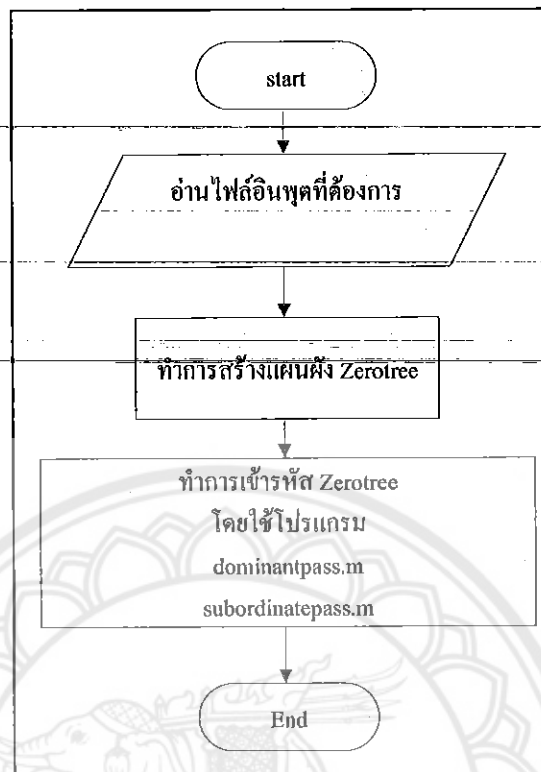 start
อ่านไฟล์อินพุตที่ต้องการ
ทำการสร้างแผนผัง Zerotree
ทำการเข้ารหัส Zerotree
โดยใช้โปรแกรม
dominantpass.m
subordinatepass.m
End